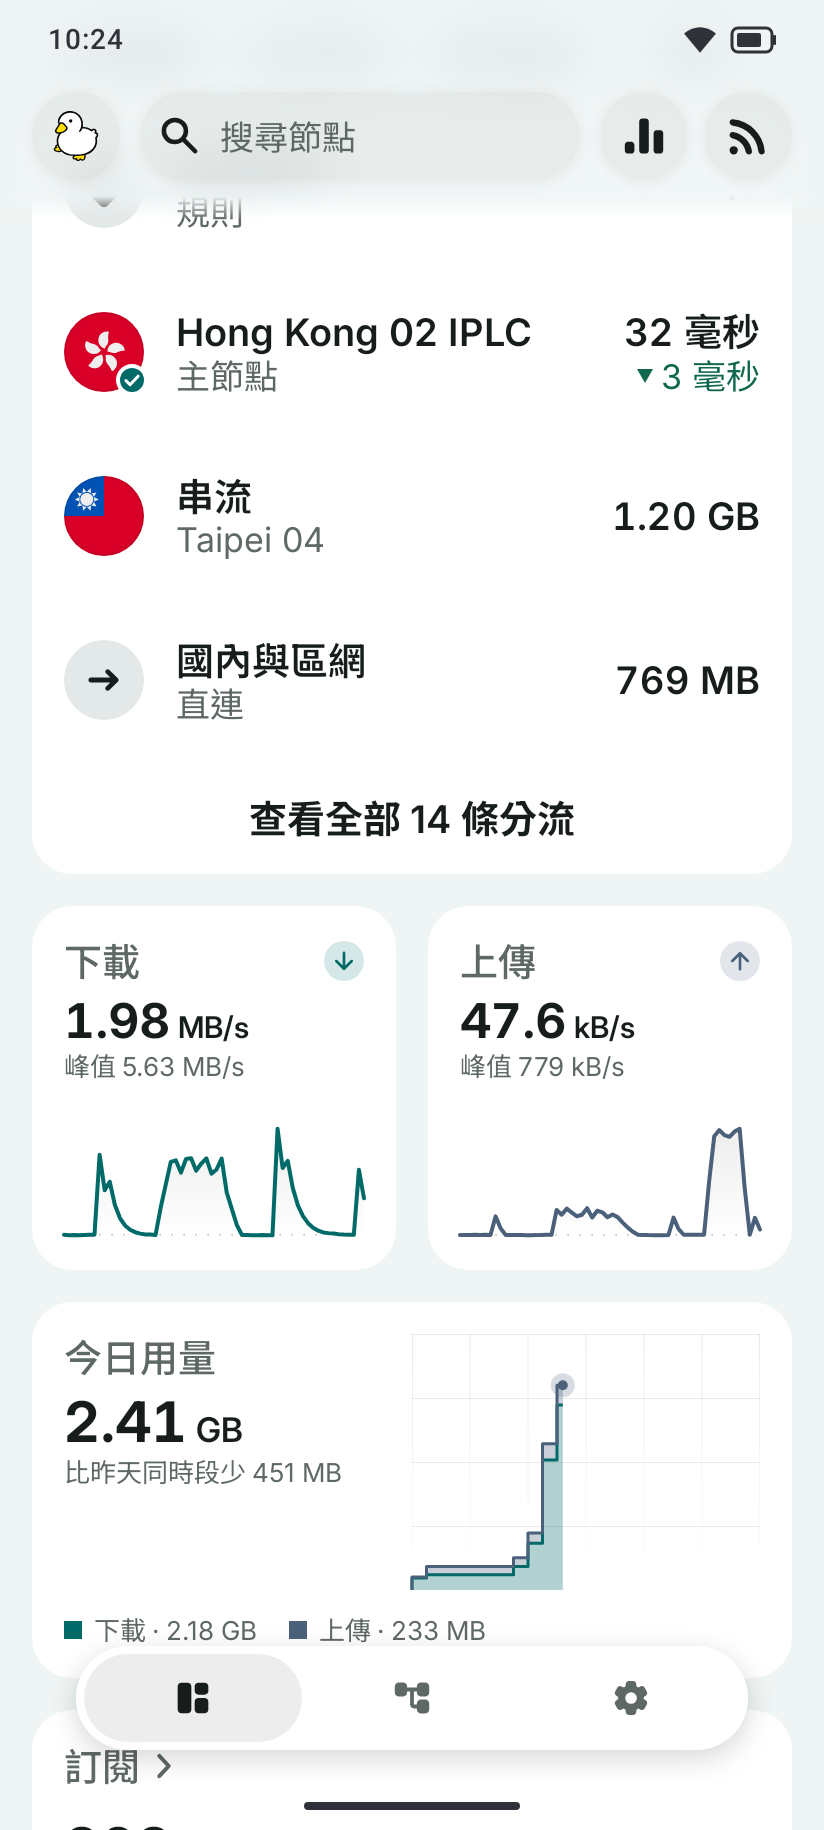 10:24
搜尋節點
規則
Hong Kong 02 IPLC
32 毫秒
主節點
▼3 毫秒
串流
1.20 GB
Taipei 04
國內與區網
769 MB
直連
查看全部 14 條分流
下載
1.98 MB/s
峰值 5.63 MB/s
上傳
47.6 kB/s
峰值 779 kB/s
今日用量
2.41 GB
比昨天同時段少 451 MB
下載 · 2.18 GB
上傳 · 233 MB
訂閱